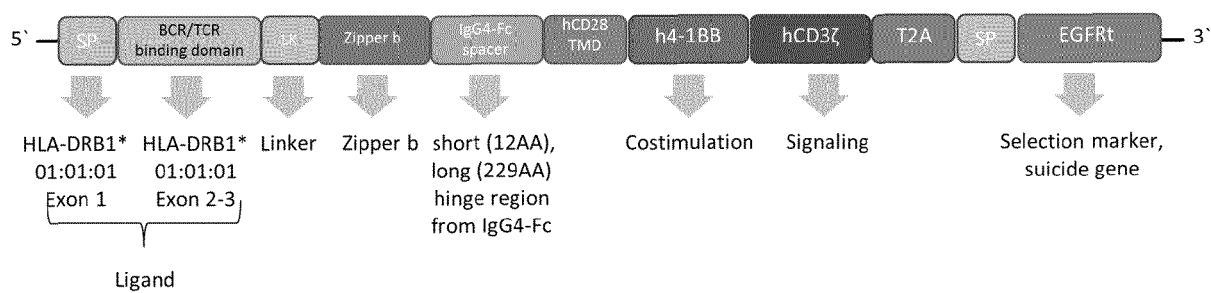 5` SP BCR/TCR binding domain LK Zipper b IgG4-Fc spacer hCD28 TMD h4-1BB hCD3ζ T2A SP EGFRt 3`
HLA-DRB1* HLA-DRB1* Linker Zipper b short (12AA), Costimulation Signaling Selection marker,
01:01:01 01:01:01 long (229AA) suicide gene
Exon 1 Exon 2-3 hinge region
from IgG4-Fc
Ligand